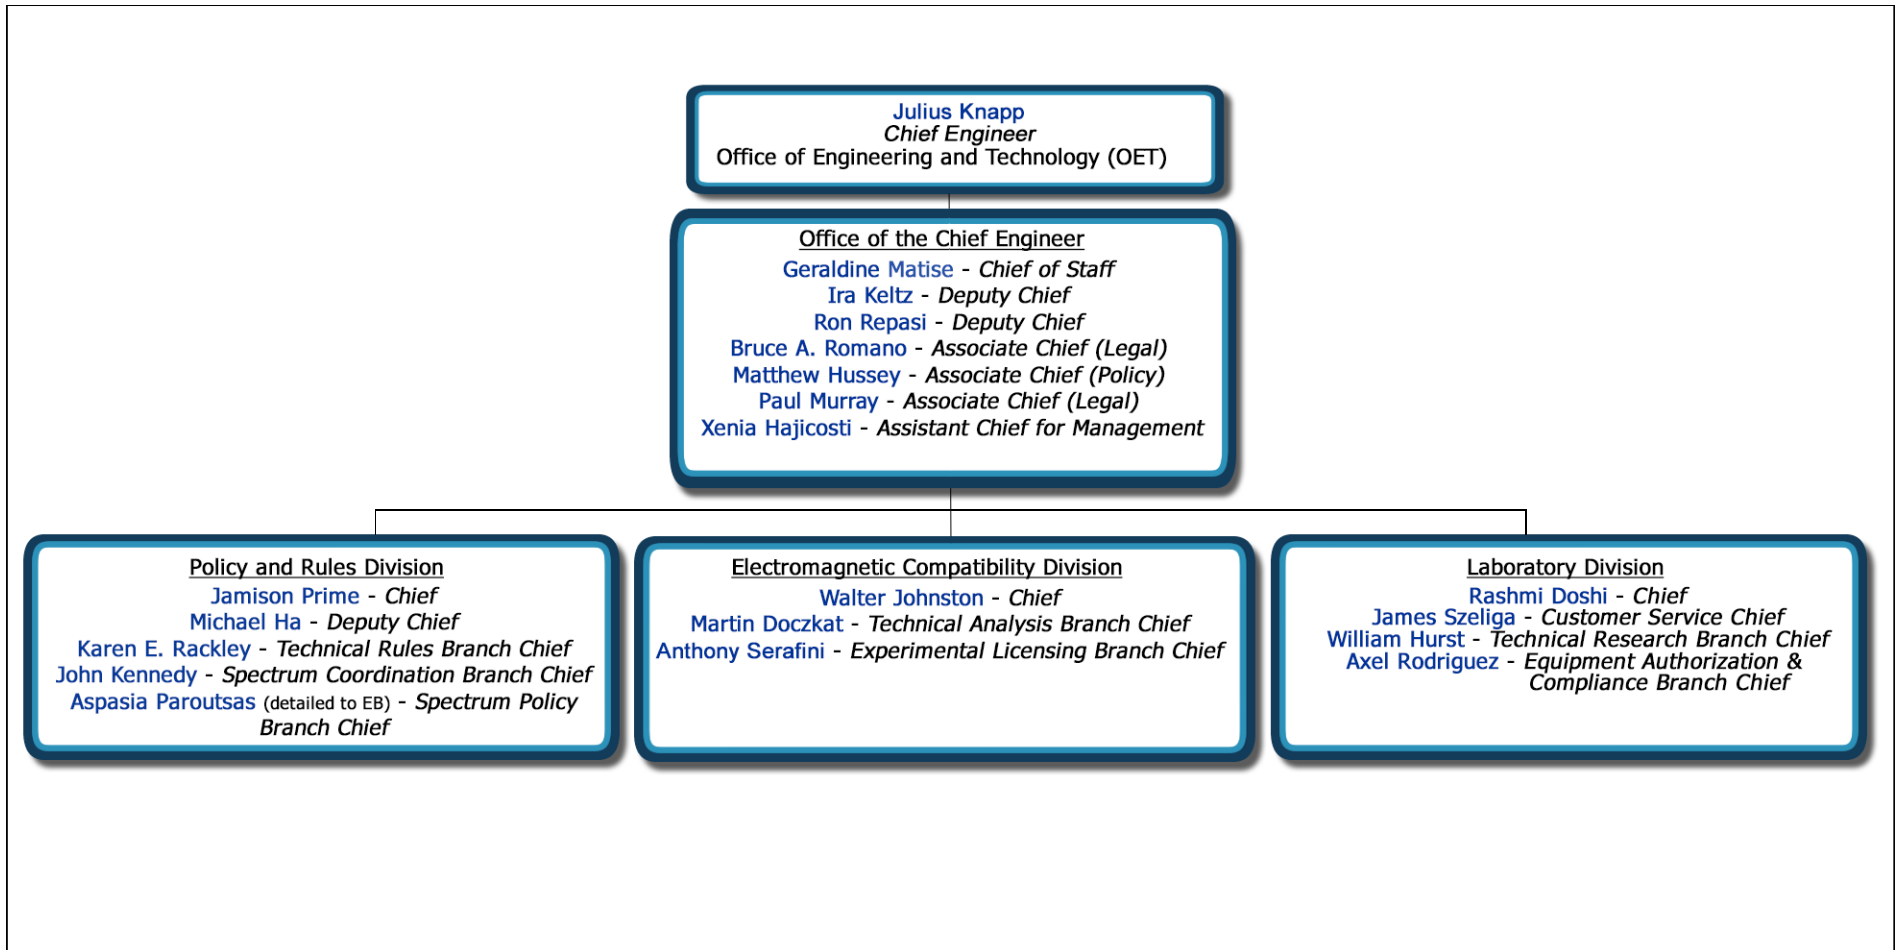 Julius Knapp
Chief Engineer
Office of Engineering and Technology (OET)
Office of the Chief Engineer
Geraldine Matise - Chief of Staff
Ira Keltz - Deputy Chief
Ron Repasi - Deputy Chief
Bruce A. Romano - Associate Chief (Legal)
Matthew Hussey - Associate Chief (Policy)
Paul Murray - Associate Chief (Legal)
Xenia Hajicosti - Assistant Chief for Management
Policy and Rules Division
Jamison Prime - Chief
Michael Ha - Deputy Chief
Karen E. Rackley - Technical Rules Branch Chief
John Kennedy - Spectrum Coordination Branch Chief
Aspasia Paroutsas (detailed to EB) - Spectrum Policy
Branch Chief
Electromagnetic Compatibility Division
Walter Johnston - Chief
Martin Doczkat - Technical Analysis Branch Chief
Anthony Serafini - Experimental Licensing Branch Chief
Laboratory Division
Rashmi Doshi - Chief
James Szeliga - Customer Service Chief
William Hurst - Technical Research Branch Chief
Axel Rodriguez - Equipment Authorization &
Compliance Branch Chief